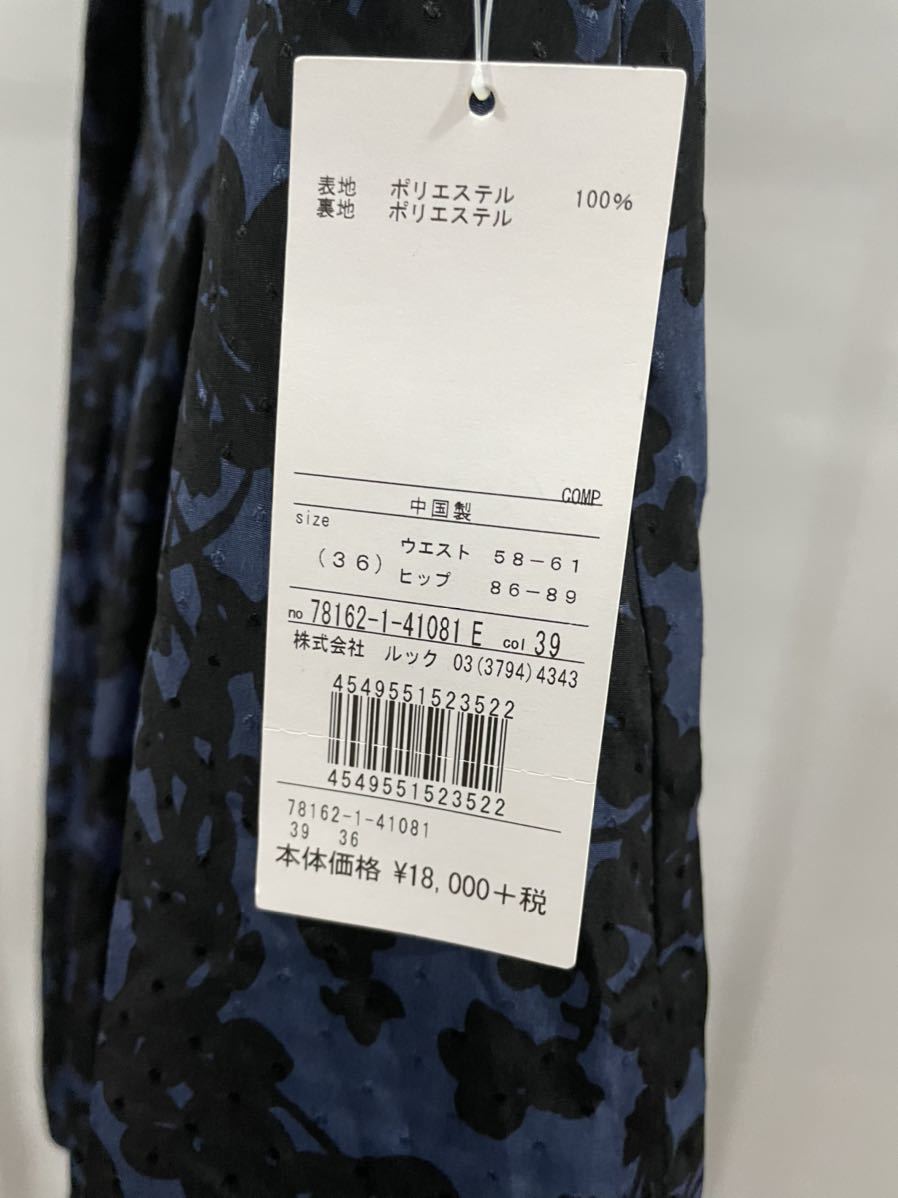 表地 ポリエステル 100%
裏地 ポリエステル
COMP
中国製
size
ウエスト 58-61
(36) ヒップ 86-89
no 78162-1-41081 E col 39
株式会社 ルック 03(3794)4343
4549551523522
4549551523522
78162-1-41081
39 36
本体価格 ¥18,000+税